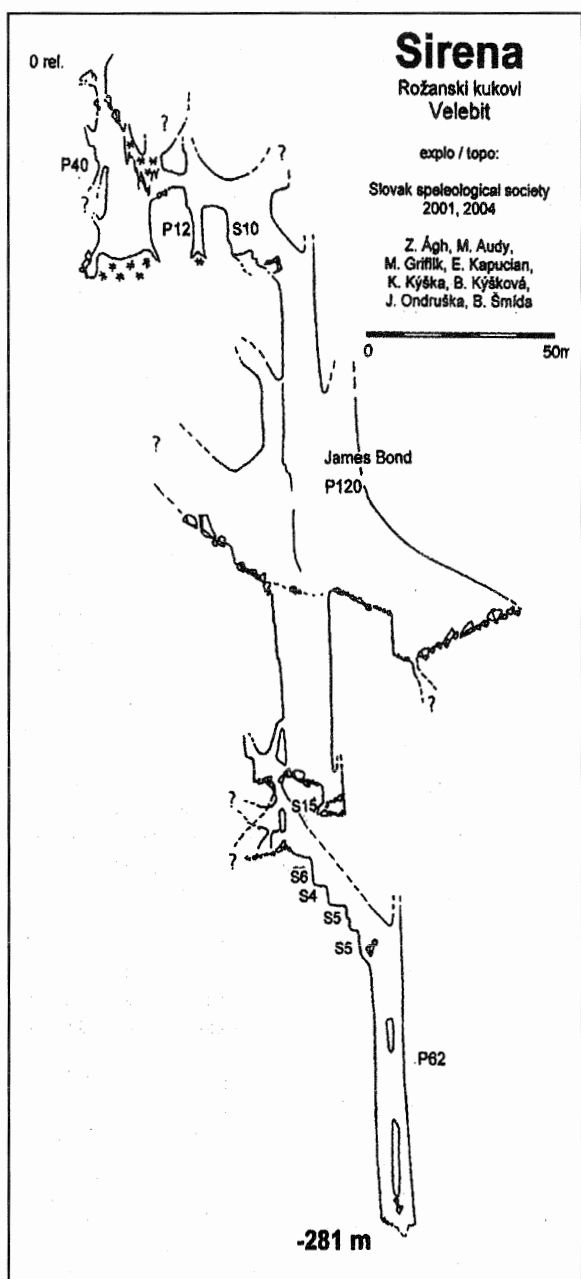 Sirena
Rožanski kukovi
Velebit
explo / topo:
Slovak speleological society
2001, 2004
Z. Ágh, M. Audy,
M. Griflik, E. Kapucian,
K. Kýška, B. Kýšková,
J. Ondruška, B. Šmída
0 50m
0 rel.
?
?
P40
?
P12
S10
?
James Bond
P120
?
S15
?
?
S6
S4
S5
S5
P62
-281 m